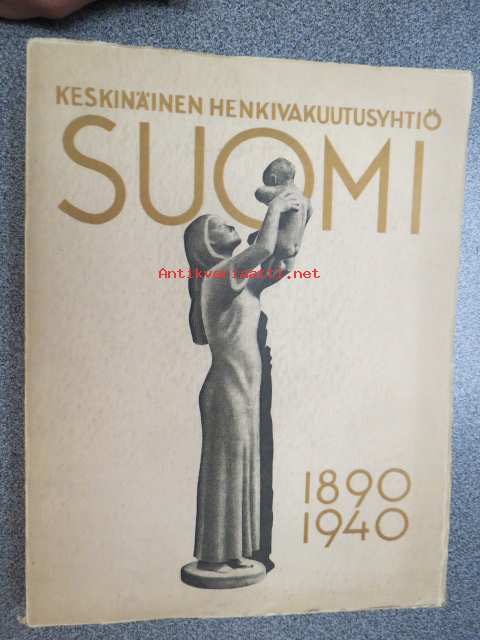 KESKINÄINEN HENKIVAKUUTUSYHTIÖ
SUOMI
Antikvariaatti.net
1890
1940